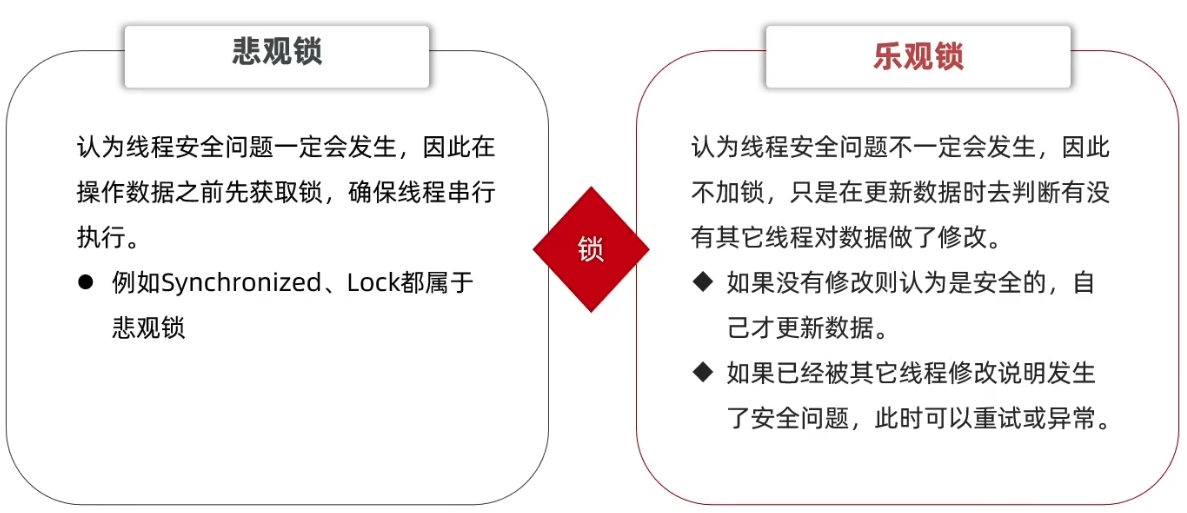 悲观锁
认为线程安全问题一定会发生，因此在
操作数据之前先获取锁，确保线程串行
执行。
● 例如Synchronized、Lock都属于
悲观锁
锁
乐观锁
认为线程安全问题不一定会发生，因此
不加锁，只是在更新数据时去判断有没
有其它线程对数据做了修改。
◆ 如果没有修改则认为是安全的，自
己才更新数据。
◆ 如果已经被其它线程修改说明发生
了安全问题，此时可以重试或异常。